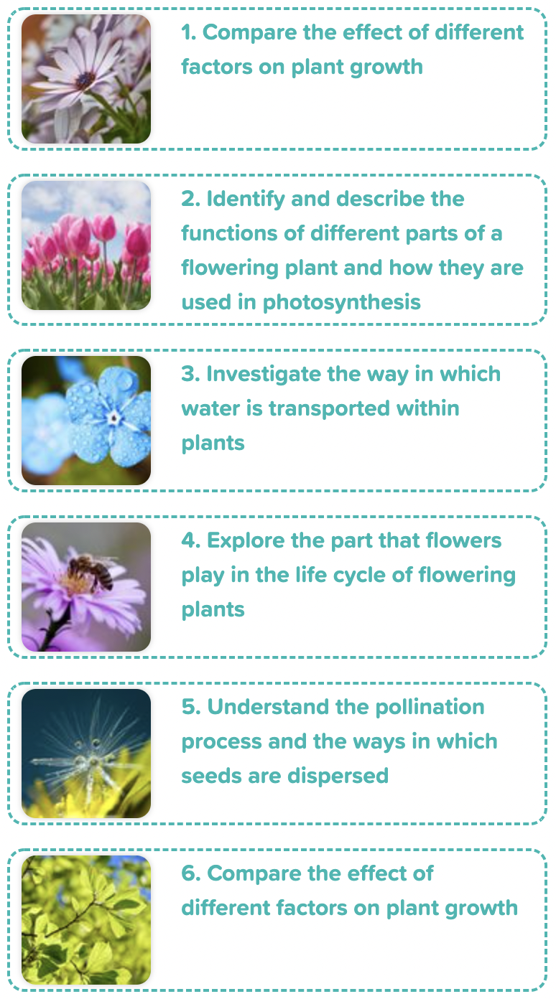 1. Compare the effect of different
factors on plant growth
2. Identify and describe the
functions of different parts of a
flowering plant and how they are
used in photosynthesis
3. Investigate the way in which
water is transported within
plants
4. Explore the part that flowers
play in the life cycle of flowering
plants
5. Understand the pollination
process and the ways in which
seeds are dispersed
6. Compare the effect of
different factors on plant growth